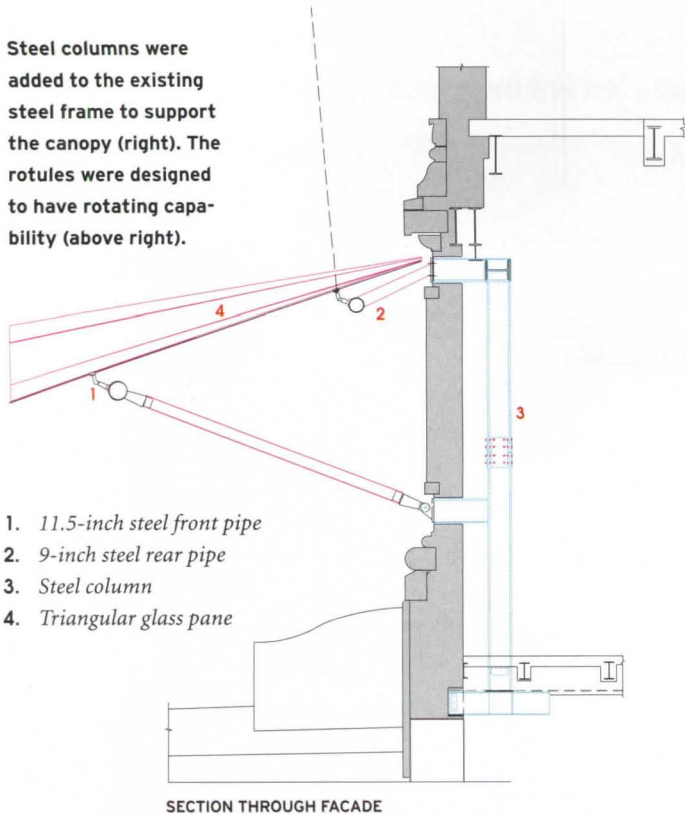 Steel columns were
added to the existing
steel frame to support
the canopy (right). The
rotules were designed
to have rotating capa-
bility (above right).
4
2
1
3
1. 11.5-inch steel front pipe
2. 9-inch steel rear pipe
3. Steel column
4. Triangular glass pane
SECTION THROUGH FACADE